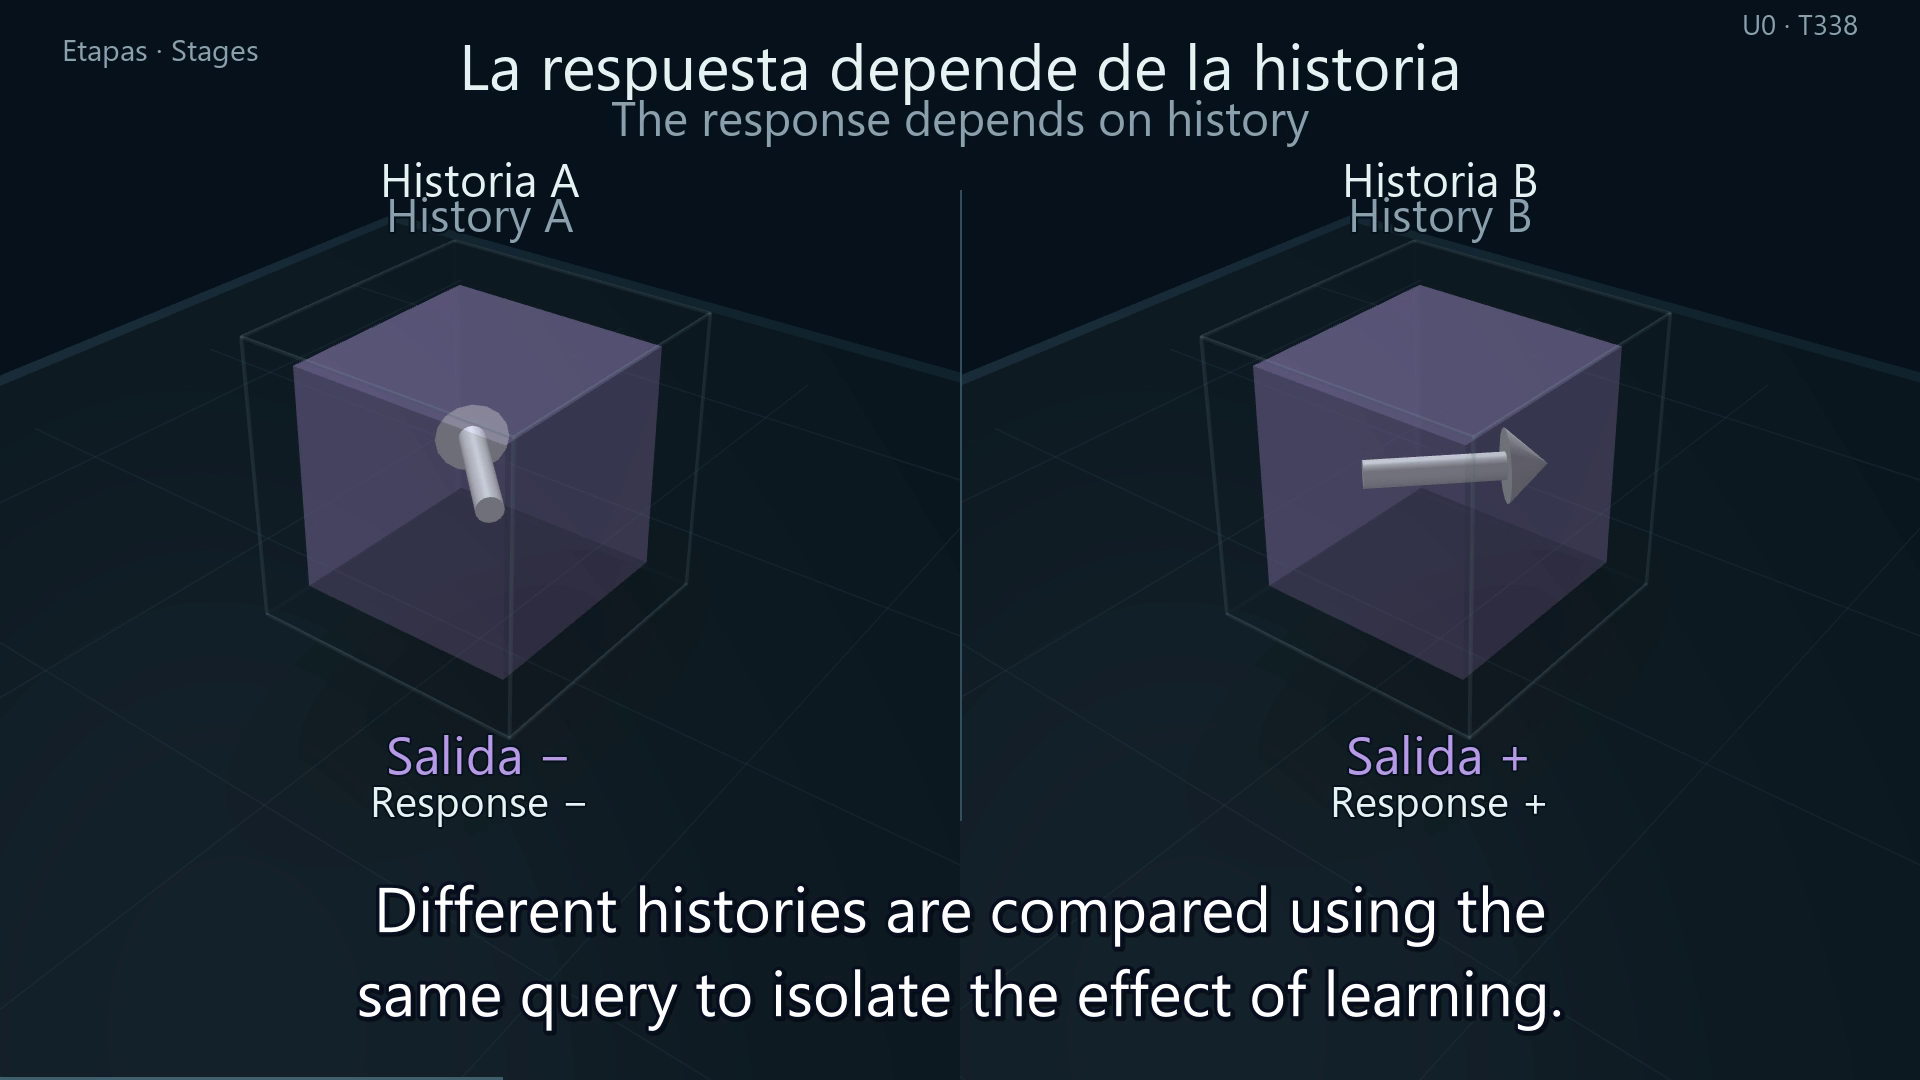 Etapas · Stages
U0 · T338
La respuesta depende de la historia
The response depends on history
Historia A
History A
Historia B
History B
Salida −
Response −
Salida +
Response +
Different histories are compared using the
same query to isolate the effect of learning.